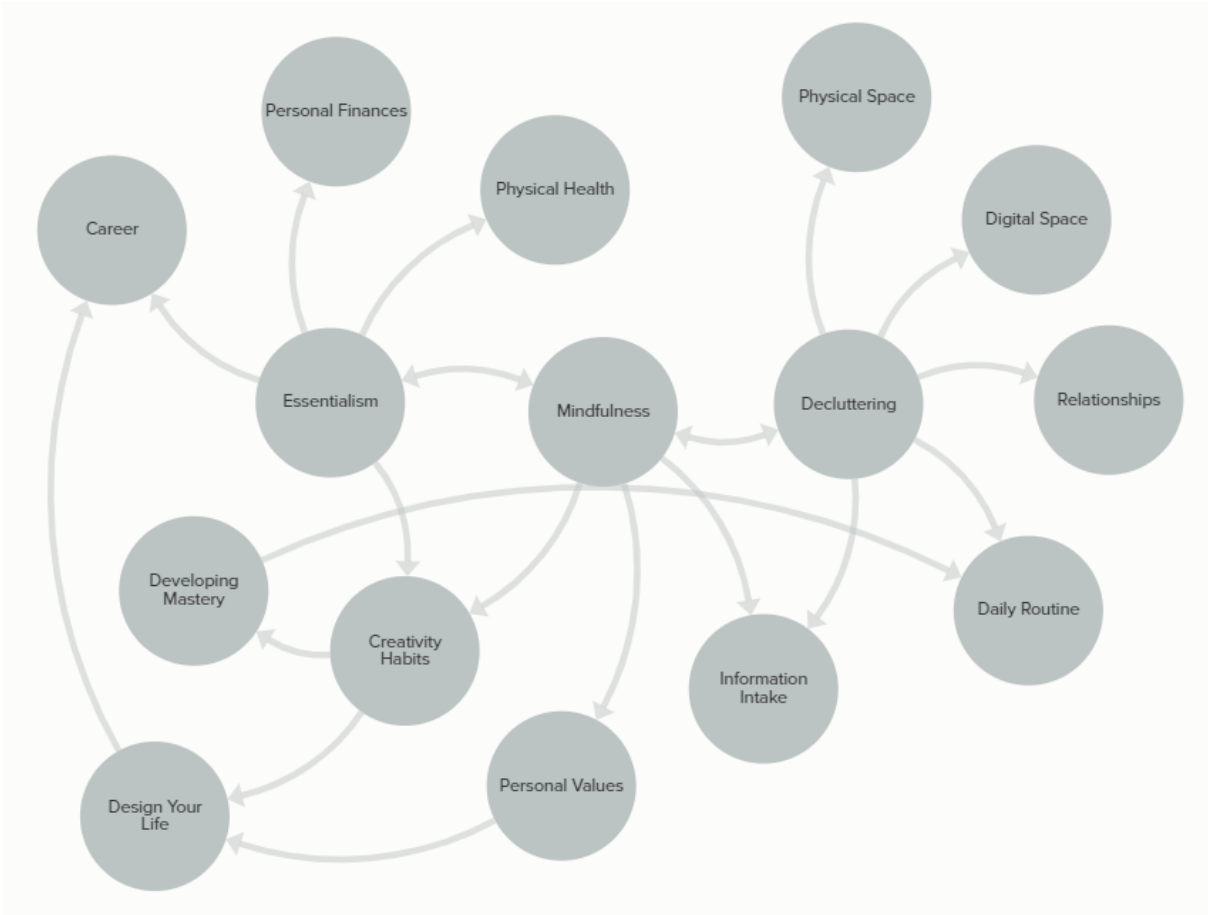 Physical Space
Personal Finances
Physical Health
Digital Space
Career
Relationships
Essentialism
Mindfulness
Decluttering
Developing
Mastery
Daily Routine
Creativity
Habits
Information
Intake
Personal Values
Design Your
Life